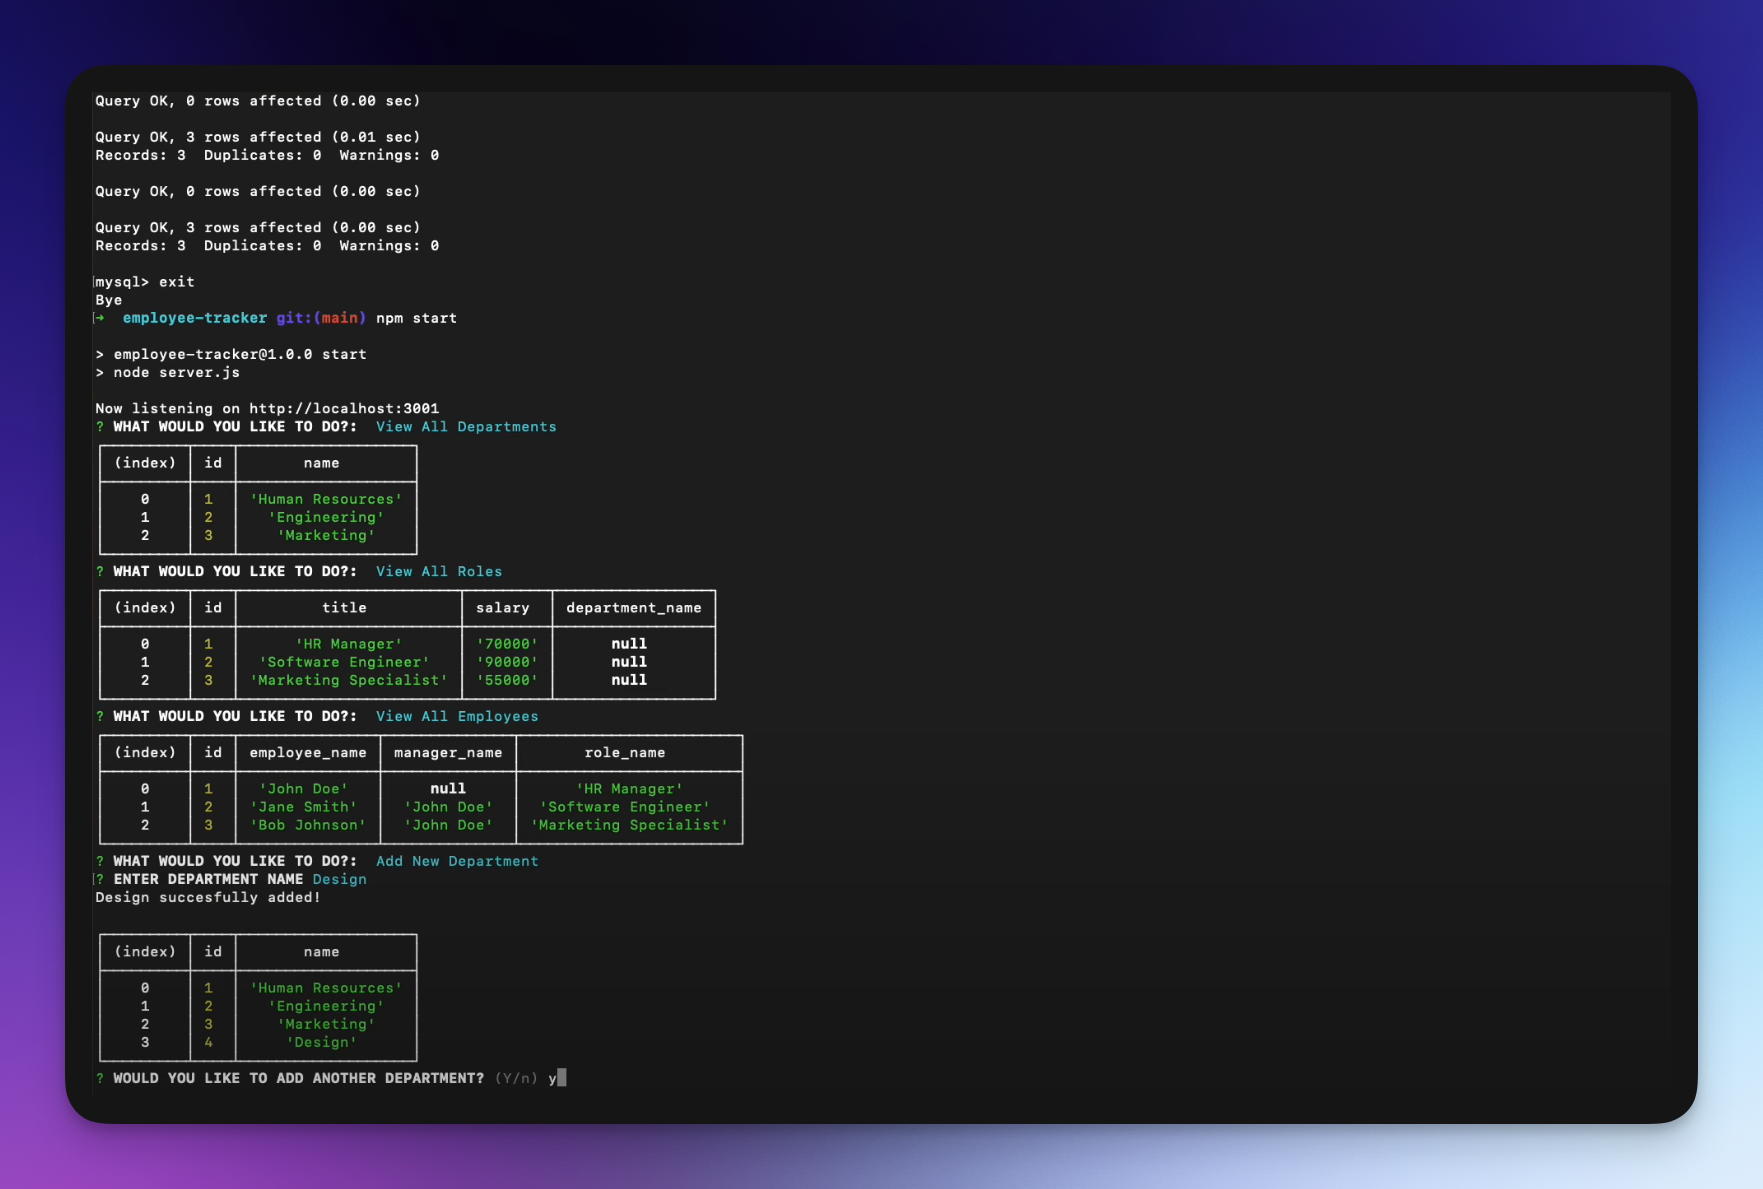 Query OK, 0 rows affected (0.00 sec)
Query OK, 3 rows affected (0.01 sec)
Records: 3  Duplicates: 0  Warnings: 0
Query OK, 0 rows affected (0.00 sec)
Query OK, 3 rows affected (0.00 sec)
Records: 3  Duplicates: 0  Warnings: 0
mysql> exit
Bye
→  employee-tracker git:(main) npm start
> employee-tracker@1.0.0 start
> node server.js
Now listening on http://localhost:3001
? WHAT WOULD YOU LIKE TO DO?:  View All Departments
(index) id name
0 1 'Human Resources'
1 2 'Engineering'
2 3 'Marketing'
? WHAT WOULD YOU LIKE TO DO?:  View All Roles
(index) id title salary department_name
0 1 'HR Manager' '70000' null
1 2 'Software Engineer' '90000' null
2 3 'Marketing Specialist' '55000' null
? WHAT WOULD YOU LIKE TO DO?:  View All Employees
(index) id employee_name manager_name role_name
0 1 'John Doe' null 'HR Manager'
1 2 'Jane Smith' 'John Doe' 'Software Engineer'
2 3 'Bob Johnson' 'John Doe' 'Marketing Specialist'
? WHAT WOULD YOU LIKE TO DO?:  Add New Department
? ENTER DEPARTMENT NAME Design
Design succesfully added!
(index) id name
0 1 'Human Resources'
1 2 'Engineering'
2 3 'Marketing'
3 4 'Design'
? WOULD YOU LIKE TO ADD ANOTHER DEPARTMENT? (Y/n) y